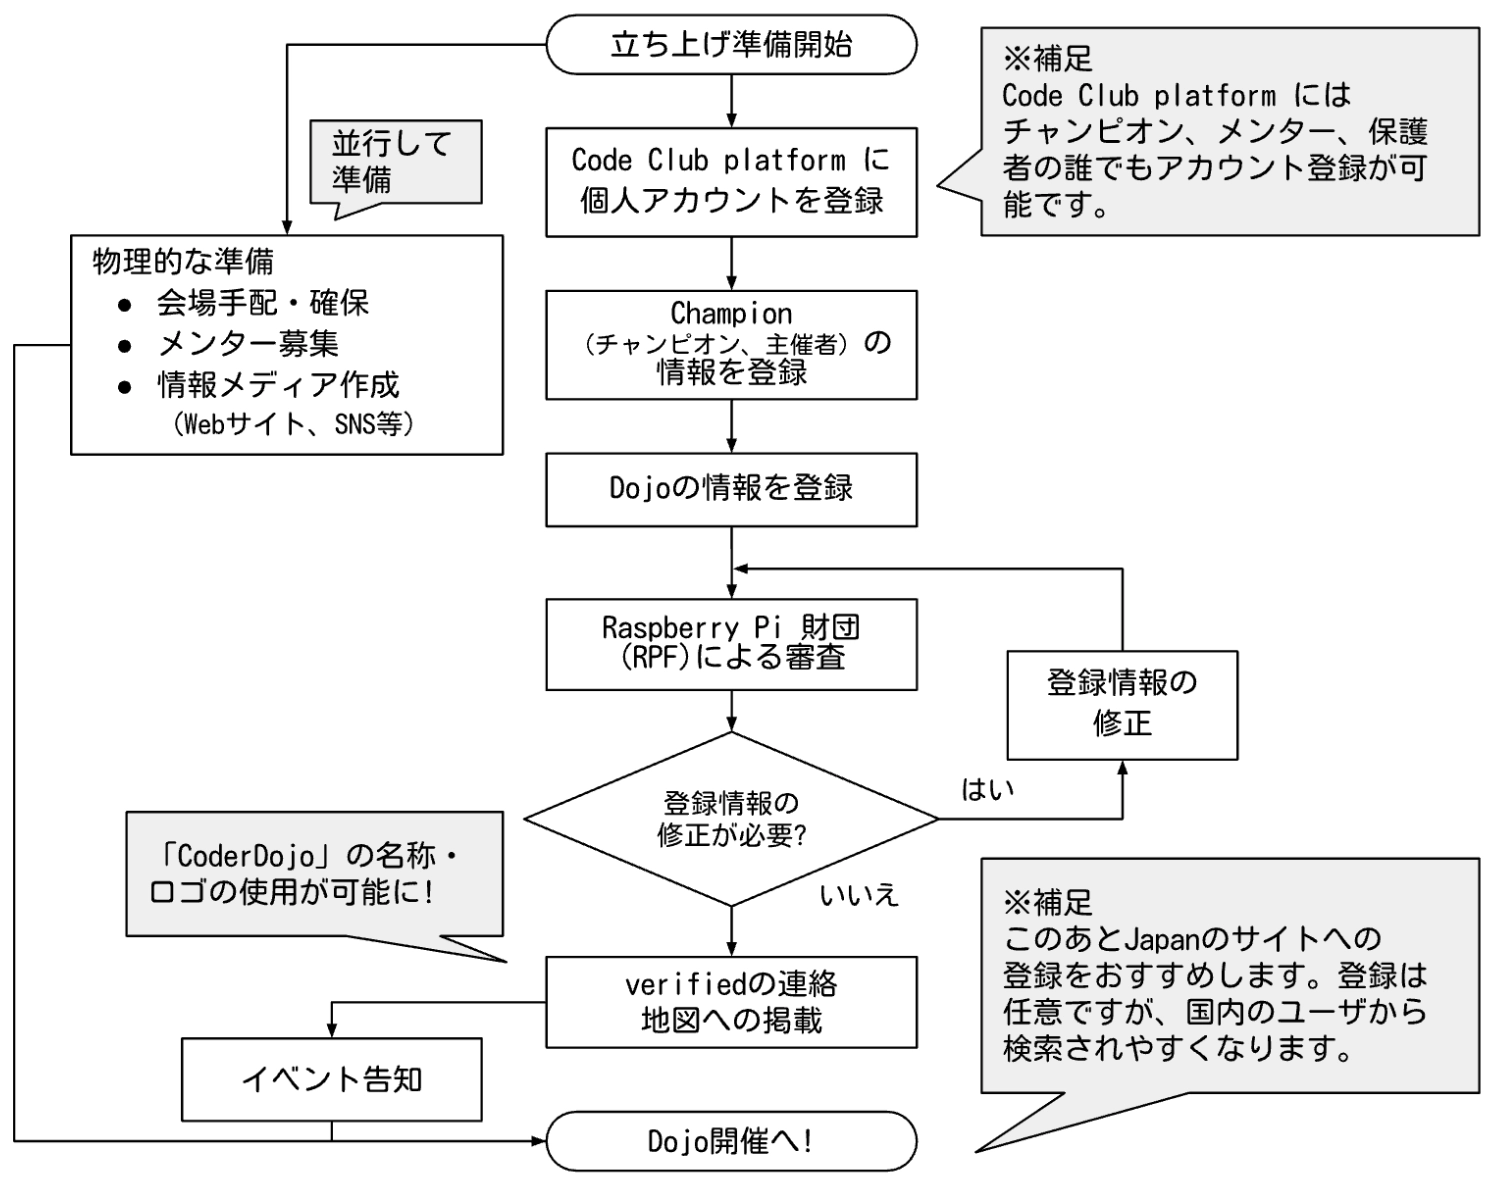 立ち上げ準備開始
※補足
Code Club platform には
チャンピオン、メンター、保護
者の誰でもアカウント登録が可
能です。
並行して
準備
Code Club platform に
個人アカウントを登録
物理的な準備
● 会場手配・確保
● メンター募集
● 情報メディア作成
（Webサイト、SNS等）
Champion
（チャンピオン、主催者）の
情報を登録
Dojoの情報を登録
Raspberry Pi 財団
(RPF)による審査
登録情報の
修正
はい
登録情報の
修正が必要?
いいえ
「CoderDojo」の名称・
ロゴの使用が可能に!
※補足
このあとJapanのサイトへの
登録をおすすめします。登録は
任意ですが、国内のユーザから
検索されやすくなります。
verifiedの連絡
地図への掲載
イベント告知
Dojo開催へ!